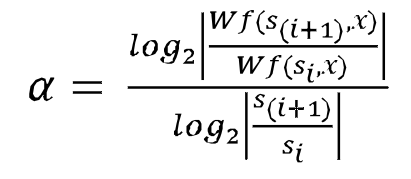 α = log₂|Wf(s₍ᵢ₊₁₎,x) / Wf(sᵢ,x)| / log₂|s₍ᵢ₊₁₎ / sᵢ|